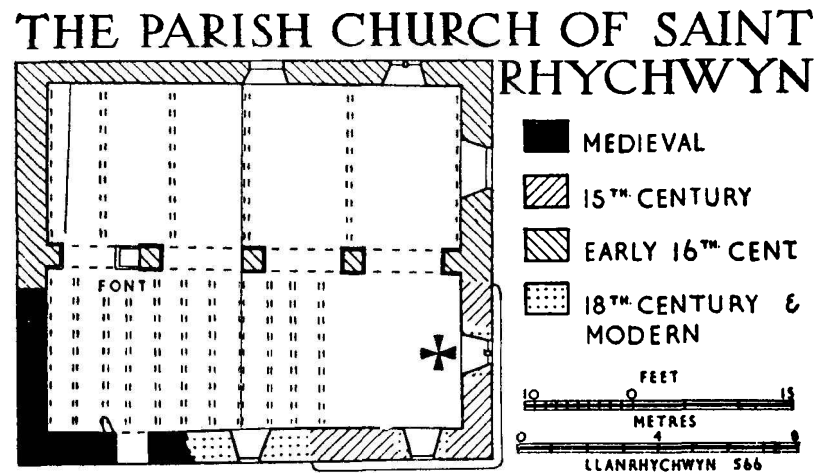 THE PARISH CHURCH OF SAINT
RHYCHWYN
MEDIEVAL
15TH. CENTURY
EARLY 16TH. CENT.
FONT
18TH. CENTURY &
MODERN
FEET
10 0 15
METRES
0 4 8
LLANRHYCHWYN 566